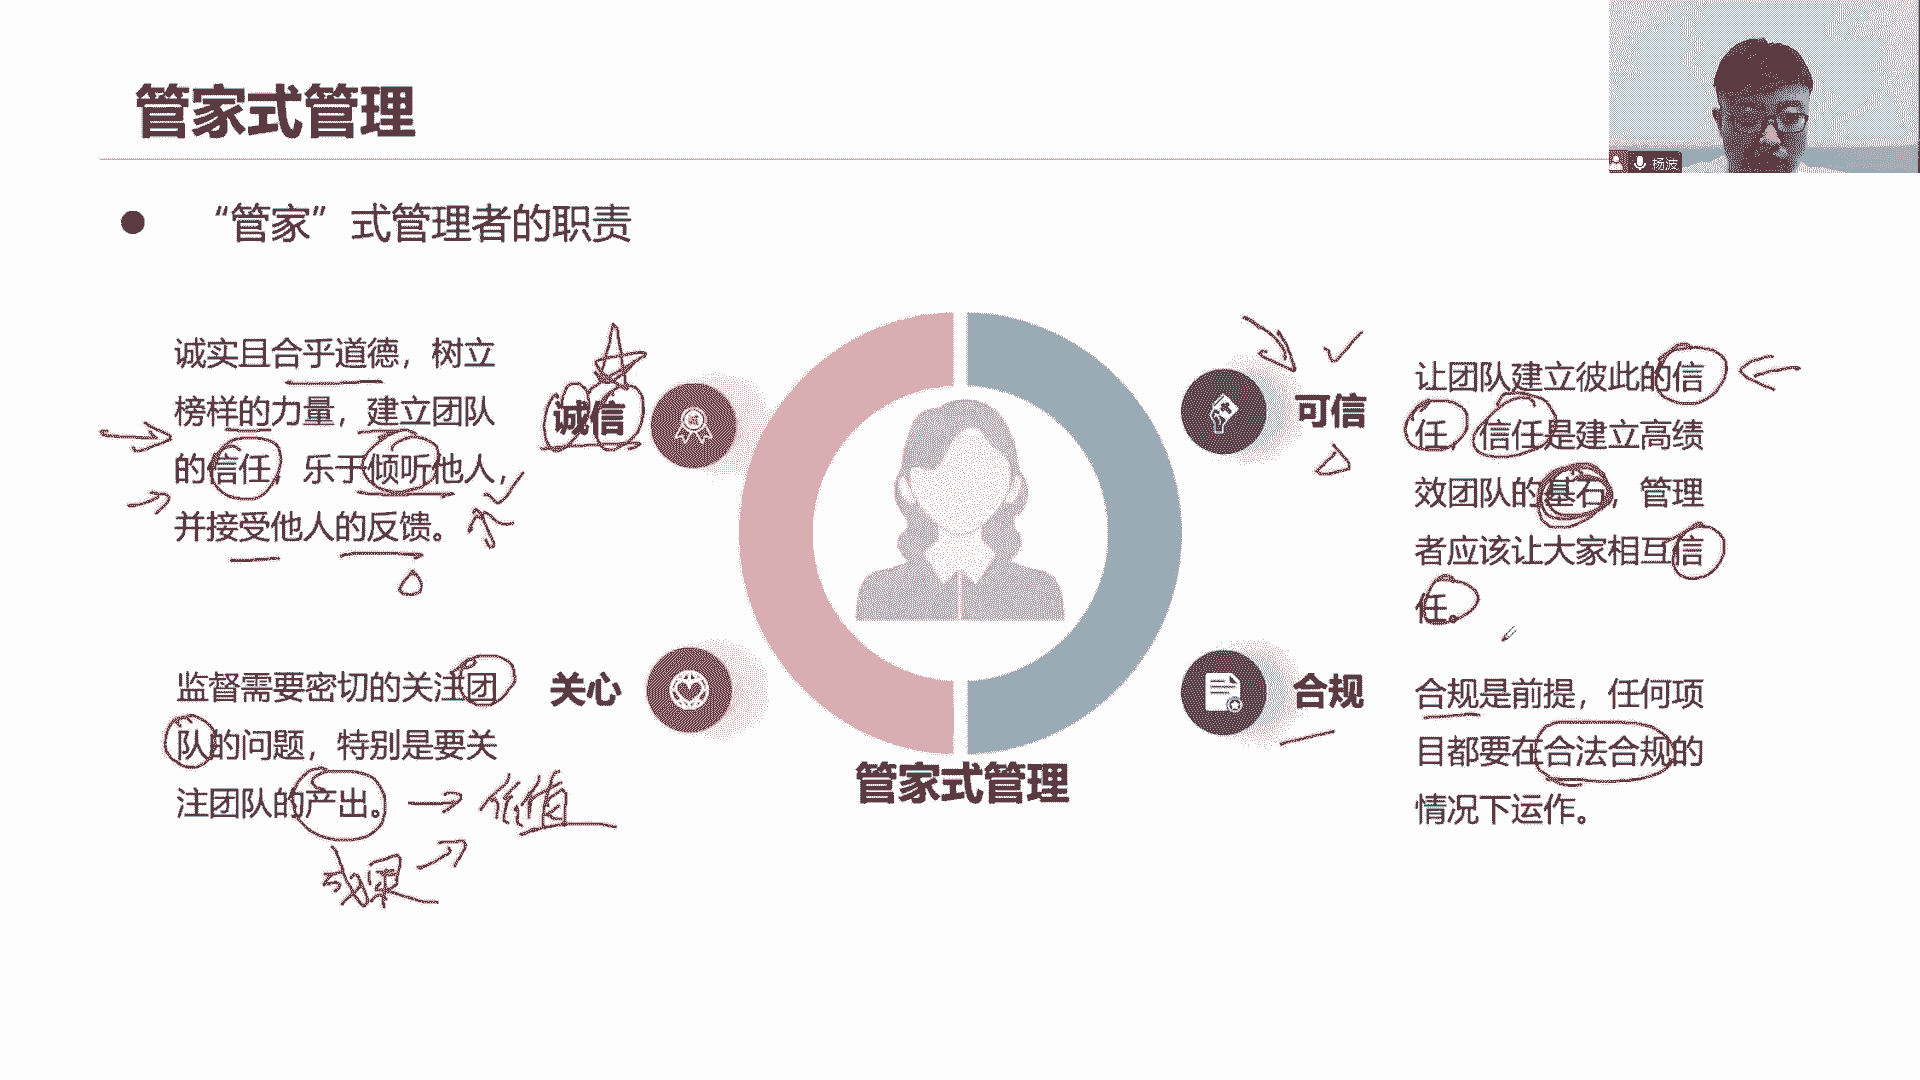 管家式管理
杨波
“管家”式管理者的职责
诚实且合乎道德，树立
榜样的力量，建立团队
的信任，乐于倾听他人，
并接受他人的反馈。
诚信
可信
让团队建立彼此的信
任，信任是建立高绩
效团队的基石，管理
者应该让大家相互信
任。
监督需要密切的关注团
队的问题，特别是要关
注团队的产出。
价值
成果
关心
合规
合规是前提，任何项
目都要在合法合规的
情况下运作。
管家式管理